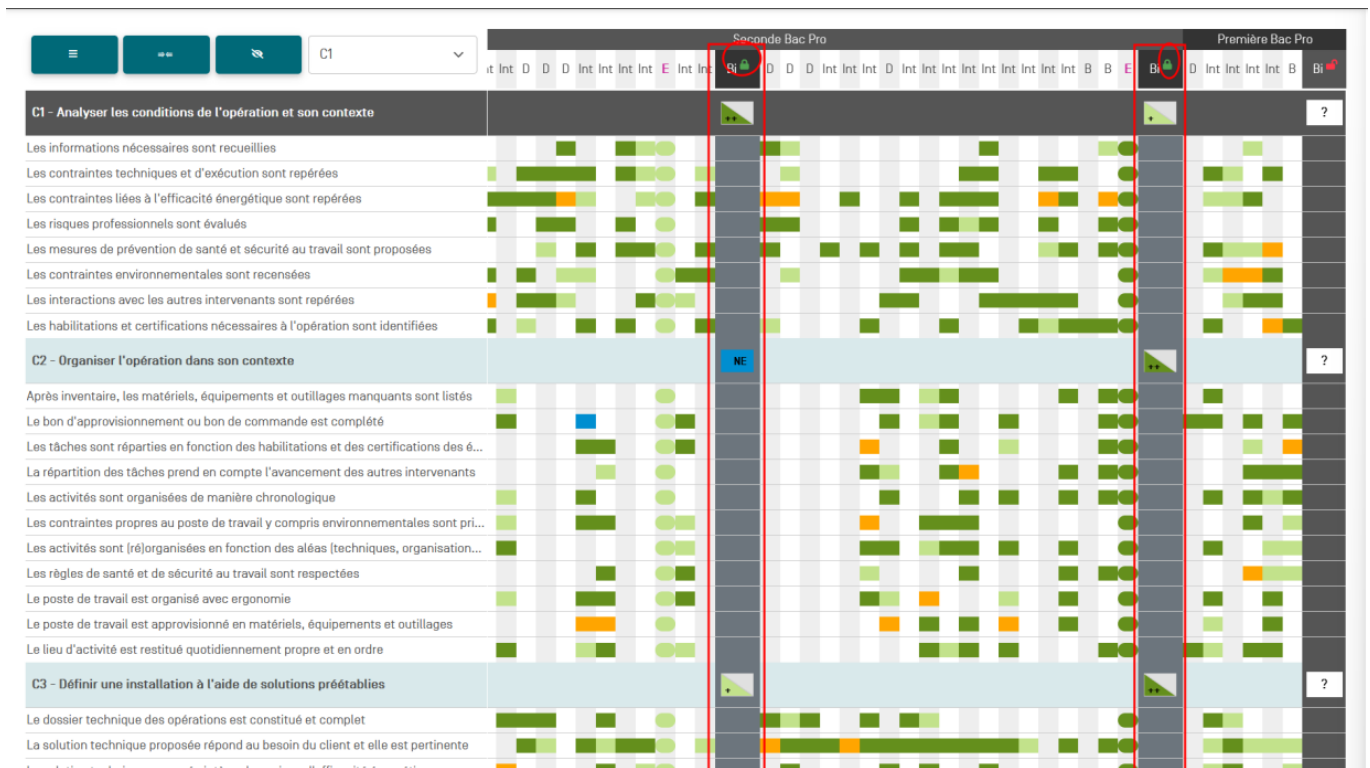 Seconde Bac Pro Première Bac Pro
C1
Int D D D Int Int Int Int E Int Int Bi D D D Int Int Int D Int Int Int Int Int Int Int Int Int B B E Bi D Int Int Int Int B Bi
C1 - Analyser les conditions de l'opération et son contexte ++ + ?
Les informations nécessaires sont recueillies
Les contraintes techniques et d'exécution sont repérées
Les contraintes liées à l'efficacité énergétique sont repérées
Les risques professionnels sont évalués
Les mesures de prévention de santé et sécurité au travail sont proposées
Les contraintes environnementales sont recensées
Les interactions avec les autres intervenants sont repérées
Les habilitations et certifications nécessaires à l'opération sont identifiées
C2 - Organiser l'opération dans son contexte NE ++ ?
Après inventaire, les matériels, équipements et outillages manquants sont listés
Le bon d'approvisionnement ou bon de commande est complété
Les tâches sont réparties en fonction des habilitations et des certifications des é...
La répartition des tâches prend en compte l'avancement des autres intervenants
Les activités sont organisées de manière chronologique
Les contraintes propres au poste de travail y compris environnementales sont pri...
Les activités sont (ré)organisées en fonction des aléas (techniques, organisation...
Les règles de santé et de sécurité au travail sont respectées
Le poste de travail est organisé avec ergonomie
Le poste de travail est approvisionné en matériels, équipements et outillages
Le lieu d'activité est restitué quotidiennement propre et en ordre
C3 - Définir une installation à l'aide de solutions préétablies + ++ ?
Le dossier technique des opérations est constitué et complet
La solution technique proposée répond au besoin du client et elle est pertinente